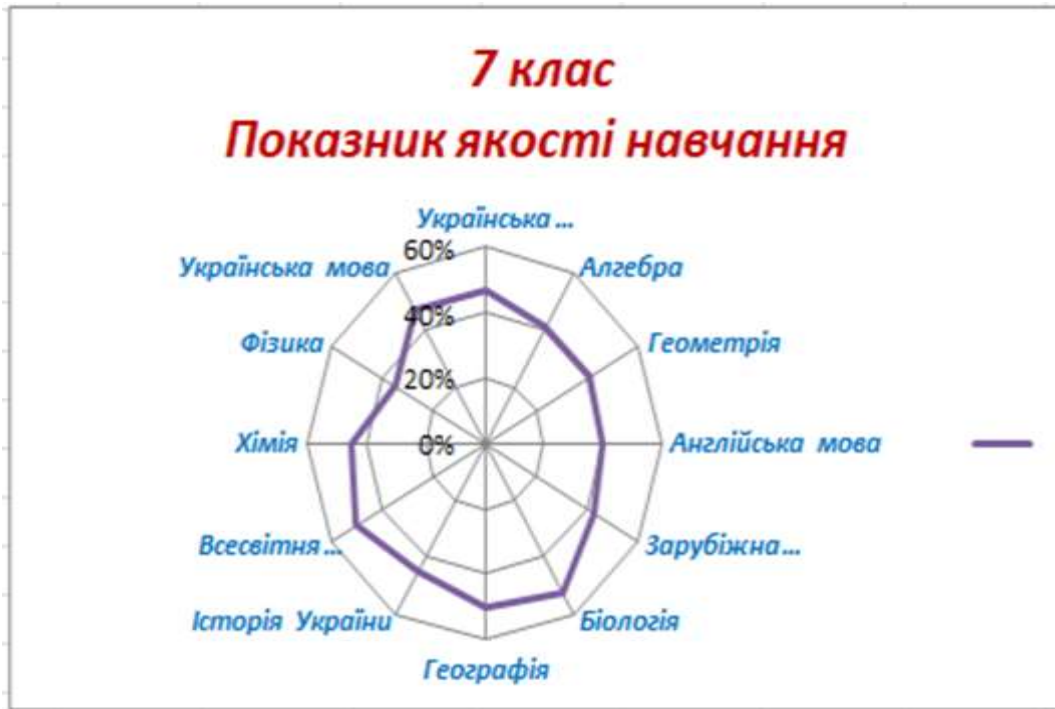 7 клас
Показник якості навчання
Українська ...
60%
Українська мова
Алгебра
40%
Фізика
Геометрія
20%
Хімія
0%
Англійська мова
Всесвітня ...
Зарубіжна...
Історія України
Біологія
Географія